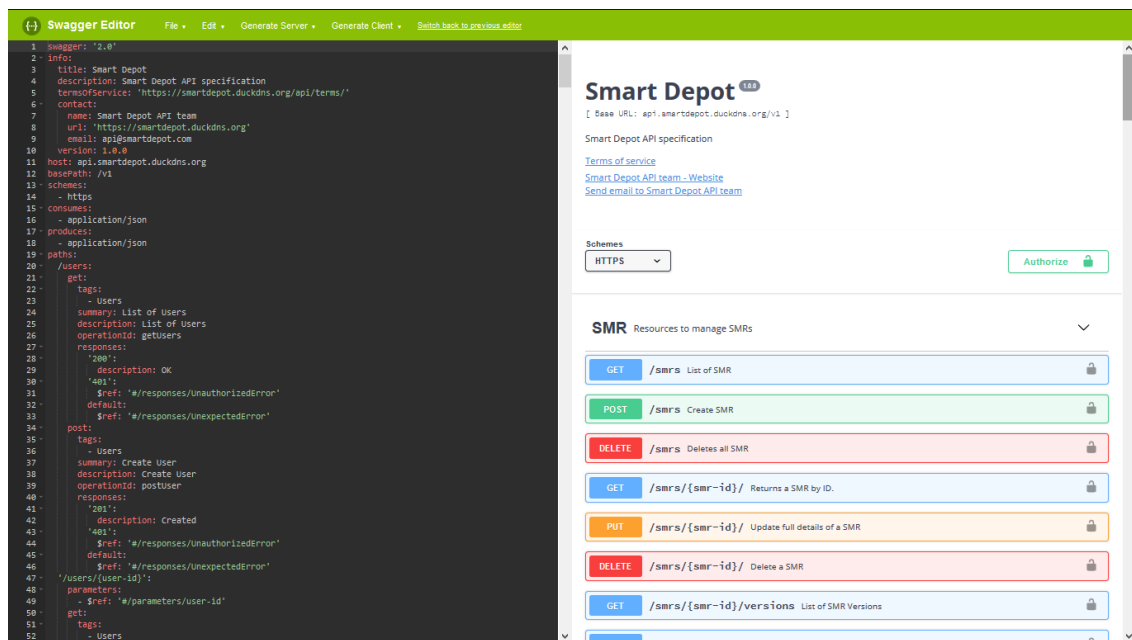 Swagger Editor File Edit Generate Server Generate Client Switch back to previous editor
1 swagger: '2.0'
2 info:
3 title: Smart Depot
4 description: Smart Depot API specification
5 termsOfService: 'https://smartdepot.duckdns.org/api/terms/'
6 contact:
7 name: Smart Depot API team
8 url: 'https://smartdepot.duckdns.org'
9 email: api@smartdepot.com
10 version: 1.0.0
11 host: api.smartdepot.duckdns.org
12 basePath: /v1
13 schemes:
14 - https
15 consumes:
16 - application/json
17 produces:
18 - application/json
19 paths:
20 /users:
21 get:
22 tags:
23 - Users
24 summary: List of Users
25 description: List of Users
26 operationId: getUsers
27 responses:
28 '200':
29 description: OK
30 '401':
31 $ref: '#/responses/UnauthorizedError'
32 default:
33 $ref: '#/responses/UnexpectedError'
34 post:
35 tags:
36 - Users
37 summary: Create User
38 description: Create User
39 operationId: postUser
40 responses:
41 '201':
42 description: Created
43 '401':
44 $ref: '#/responses/UnauthorizedError'
45 default:
46 $ref: '#/responses/UnexpectedError'
47 '/users/{user-id}':
48 parameters:
49 - $ref: '#/parameters/user-id'
50 get:
51 tags:
52 - Users
Smart Depot 1.0.0
[ Base URL: api.smartdepot.duckdns.org/v1 ]
Smart Depot API specification
Terms of service
Smart Depot API team - Website
Send email to Smart Depot API team
Schemes
HTTPS
Authorize
SMR Resources to manage SMRs
GET /smrs List of SMR
POST /smrs Create SMR
DELETE /smrs Deletes all SMR
GET /smrs/{smr-id}/ Returns a SMR by ID.
PUT /smrs/{smr-id}/ Update full details of a SMR
DELETE /smrs/{smr-id}/ Delete a SMR
GET /smrs/{smr-id}/versions List of SMR Versions